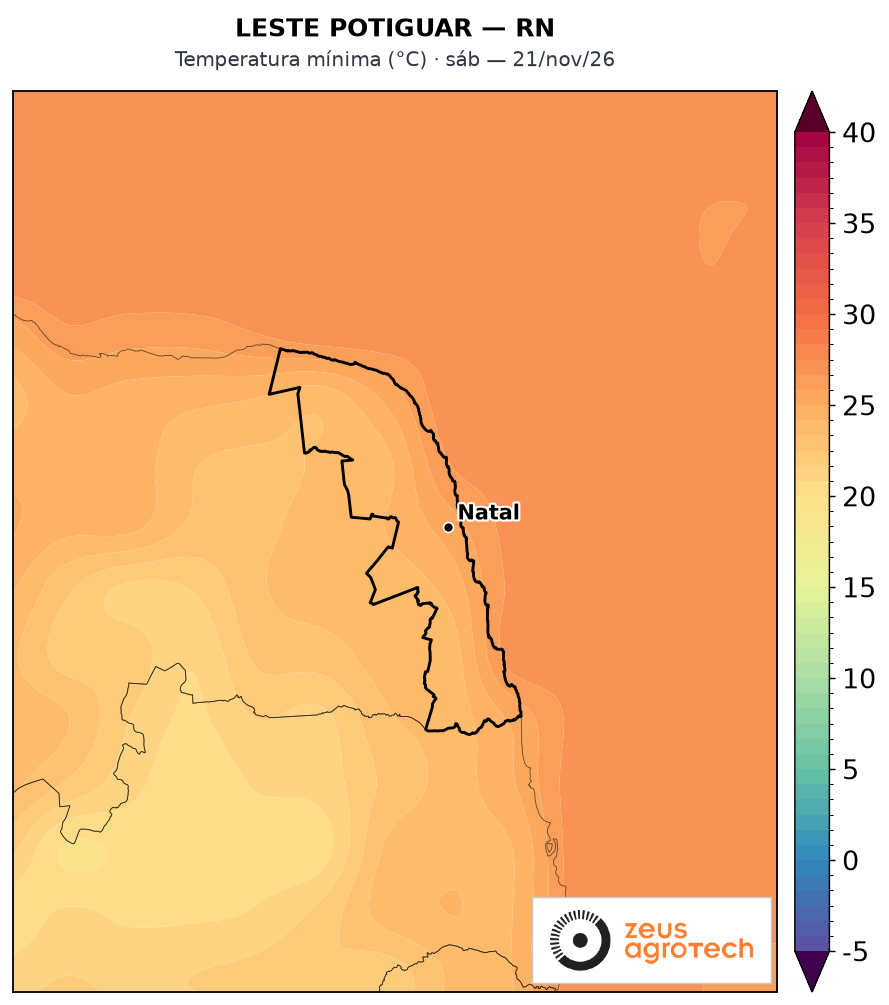 LESTE POTIGUAR — RN
Temperatura mínima (°C) · sáb — 21/nov/26
40
35
30
25
20
15
10
5
0
-5
Natal
zeus
agrotech